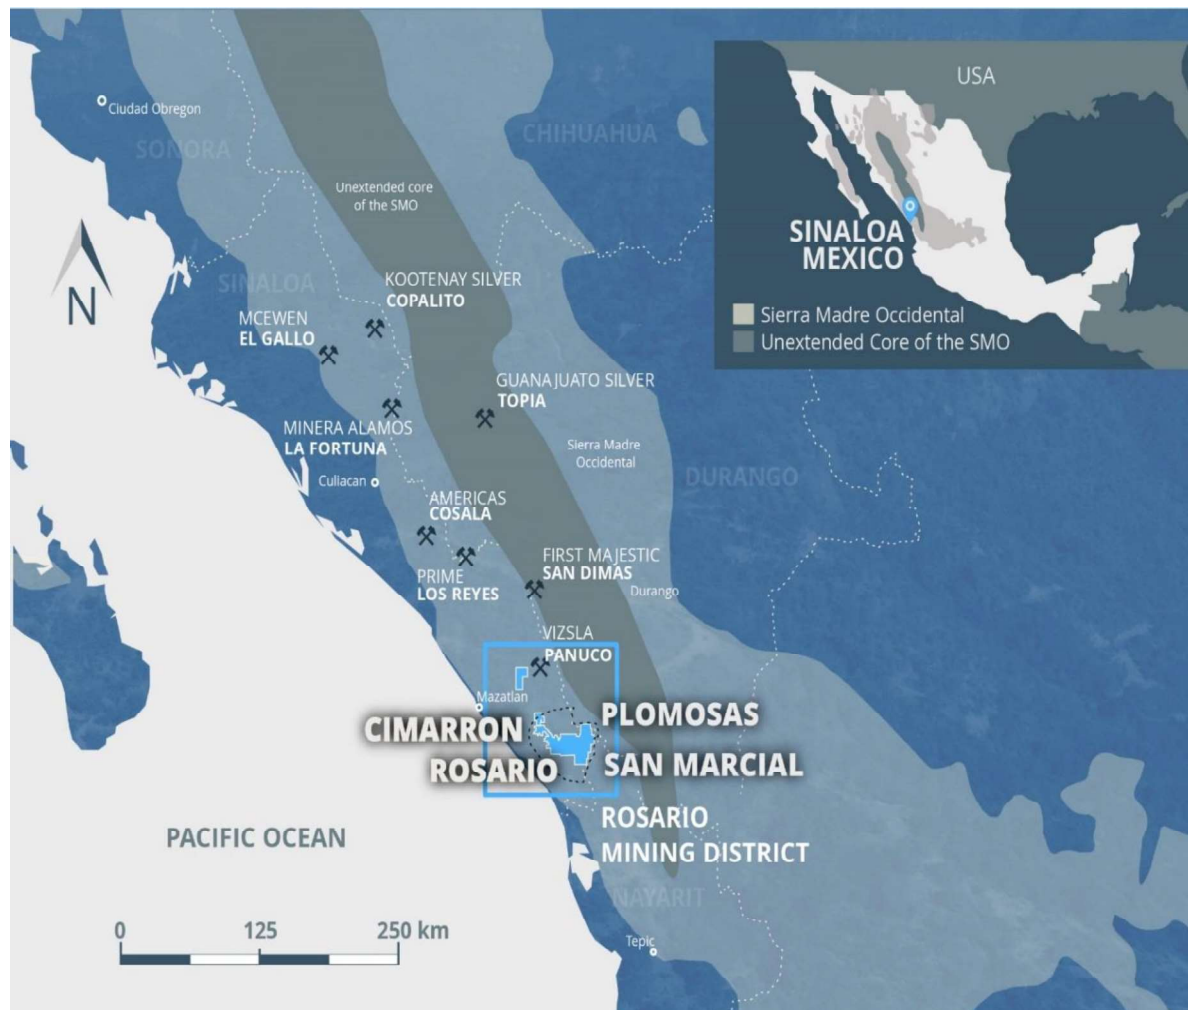 Ciudad Obregon
SONORA
CHIHUAHUA
USA
Unextended core
of the SMO
SINALOA
MEXICO
Sierra Madre Occidental
Unextended Core of the SMO
N
SINALOA
KOOTENAY SILVER
COPALITO
MCEWEN
EL GALLO
GUANAJUATO SILVER
TOPIA
MINERA ALAMOS
LA FORTUNA
Sierra Madre
Occidental
Culiacan
DURANGO
AMERICAS
COSALA
FIRST MAJESTIC
SAN DIMAS
PRIME
LOS REYES
Durango
VIZSLA
PANUCO
Mazatlan
CIMARRON
PLOMOSAS
ROSARIO
SAN MARCIAL
ROSARIO
MINING DISTRICT
PACIFIC OCEAN
NAYARIT
Tepic
0 125 250 km